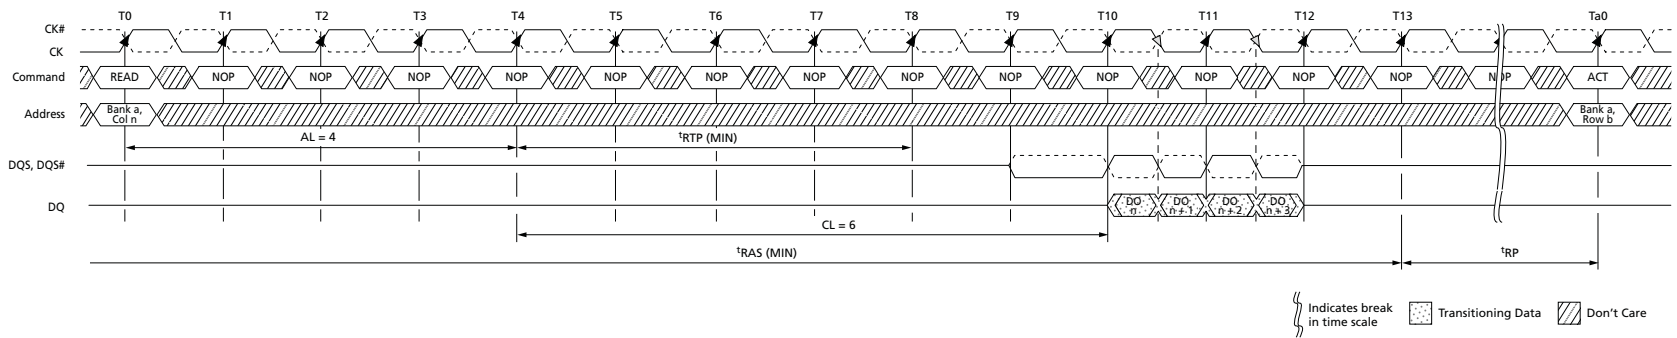 T0 T1 T2 T3 T4 T5 T6 T7 T8 T9 T10 T11 T12 T13 Ta0
CK#
CK
Command READ NOP NOP NOP NOP NOP NOP NOP NOP NOP NOP NOP NOP NOP NOP ACT
Address Bank a, Col n Bank a, Row b
AL = 4 tRTP (MIN)
DQS, DQS#
DQ DO n DO n + 1 DO n + 2 DO n + 3
CL = 6
tRAS (MIN) tRP
Indicates break in time scale Transitioning Data Don't Care